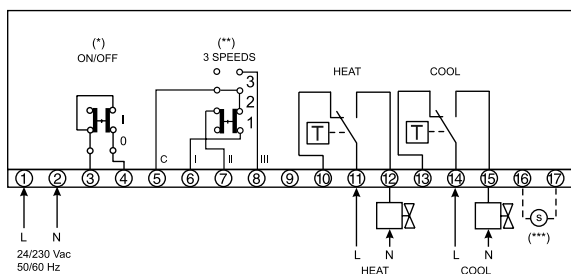 (*)
ON/OFF
(**)
3 SPEEDS
HEAT
COOL
3
2
1
I
0
T
T
C
I
II
III
1 2 3 4 5 6 7 8 9 10 11 12 13 14 15 16 17
L
N
L
N
L
N
S
(***)
24/230 Vac
50/60 Hz
HEAT
COOL